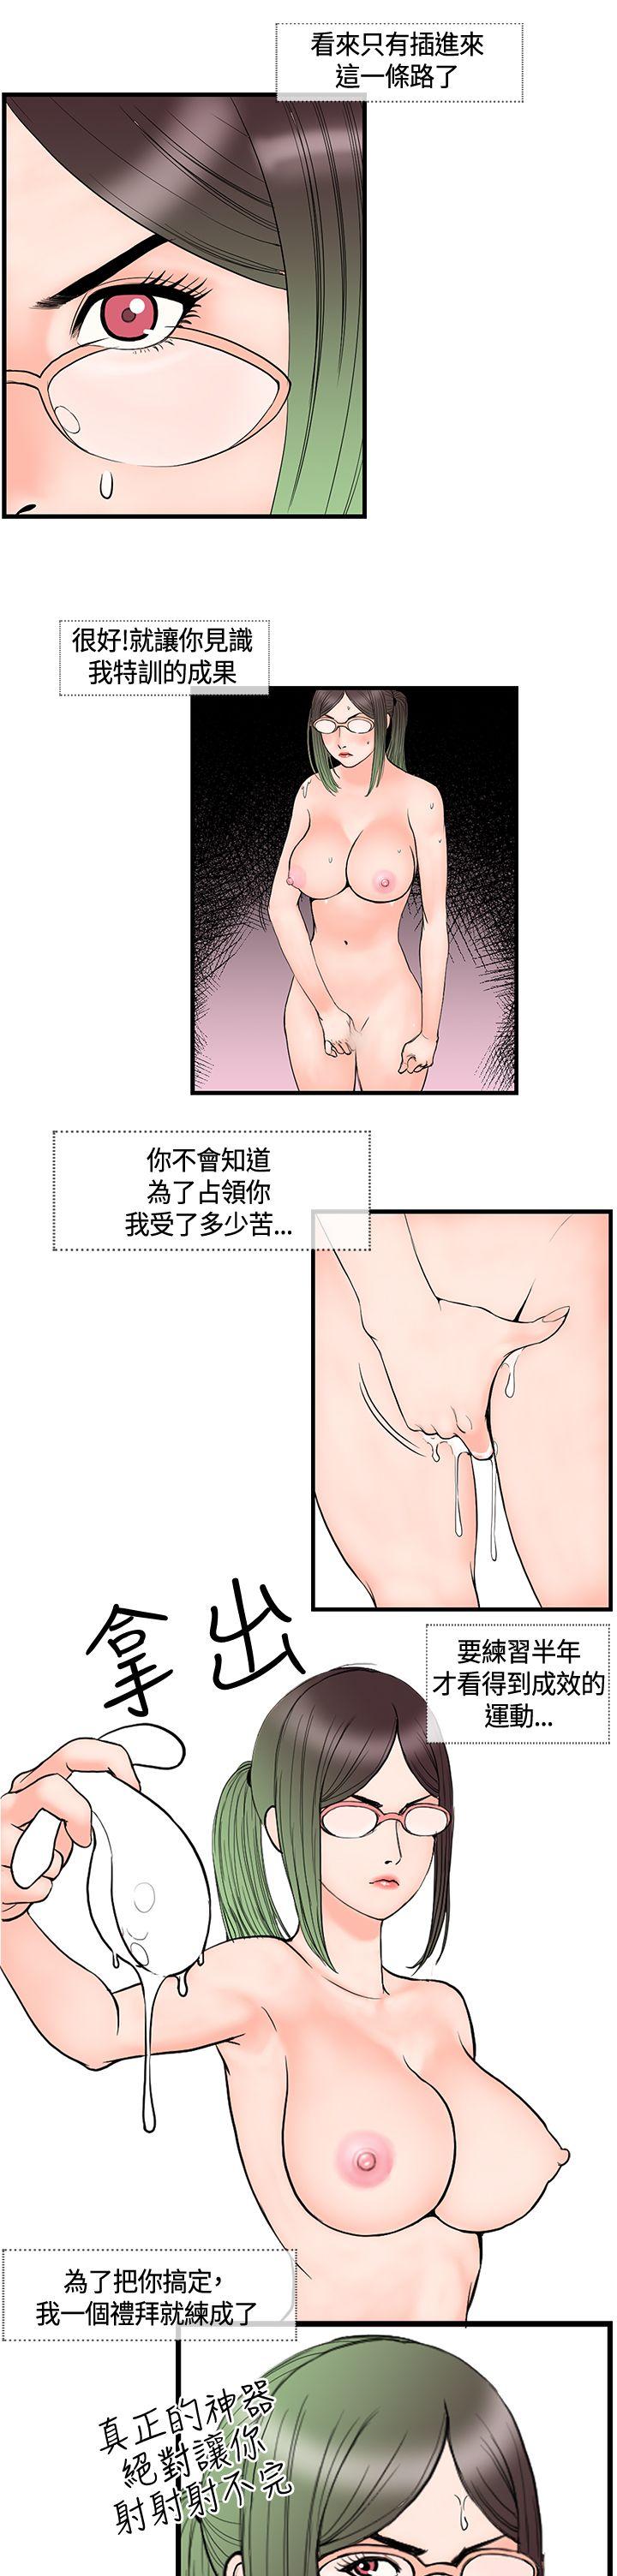 看來只有插進來
這一條路了
很好!就讓你見識
我特訓的成果
你不會知道
為了占領你
我受了多少苦...
拿出
要練習半年
才看得到成效的
運動...
為了把你搞定,
我一個禮拜就練成了
真正的神器
絕對讓你
射射射不完